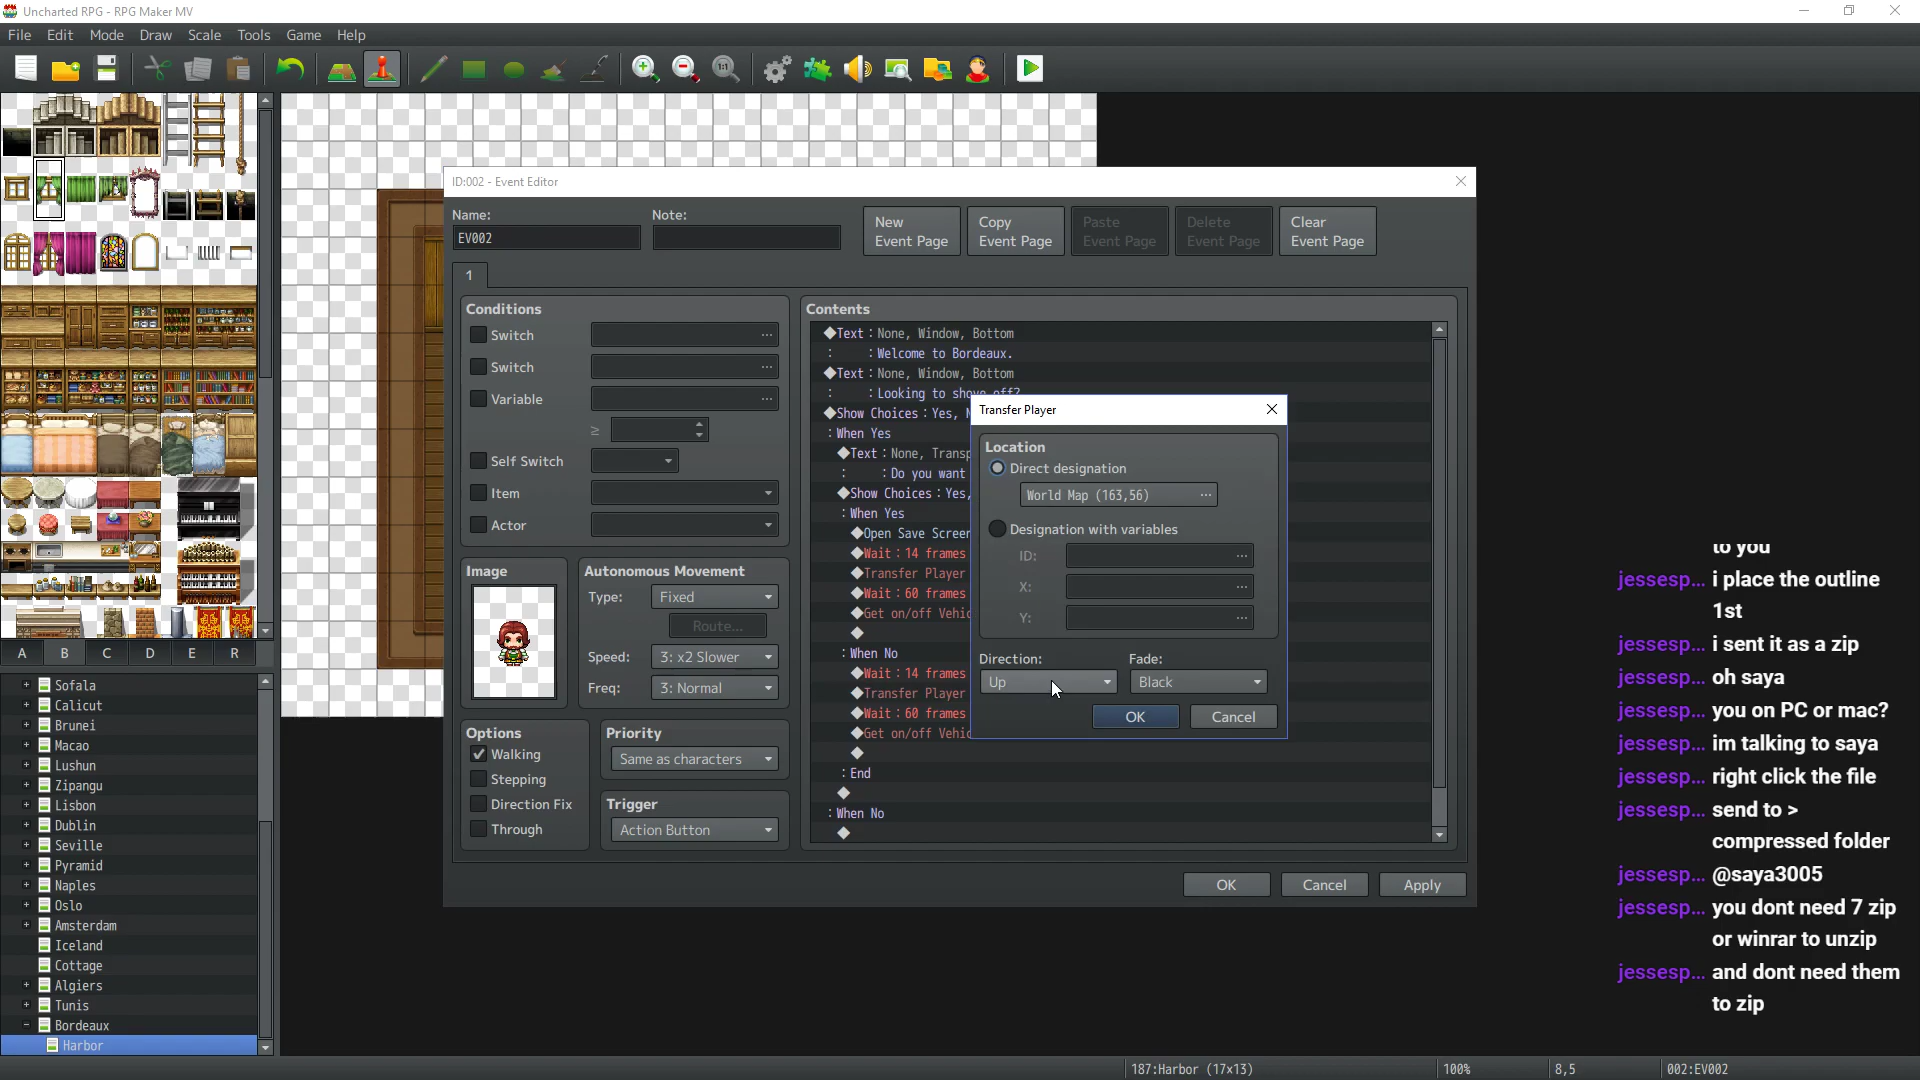 Uncharted RPG - RPG Maker MV
File Edit Mode Draw Scale Tools Game Help
1:1
ID:002 - Event Editor
Name:
Note:
EV002
New Event Page
Copy Event Page
Paste Event Page
Delete Event Page
Clear Event Page
1
Conditions
Switch ...
Switch ...
Variable ...
≥
Self Switch
Item
Actor
Image
Autonomous Movement
Type: Fixed
Route...
Speed: 3: x2 Slower
Freq: 3: Normal
Options
Walking
Stepping
Direction Fix
Through
Priority
Same as characters
Trigger
Action Button
Contents
◆Text : None, Window, Bottom
: : Welcome to Bordeaux.
◆Text : None, Window, Bottom
: : Looking to shove off?
◆Show Choices : Yes,
: When Yes
◆Text : None,
: : Do you want
◆Show Choices : Yes,
: When Yes
◆Open Save Screen
◆Wait : 14 frames
◆Transfer Player
◆Wait : 60 frames
◆Get on/off
◆
: When No
◆Wait : 14 frames
◆Transfer Player
◆Wait : 60 frames
◆Get on/off
◆
: End
◆
: When No
◆
OK Cancel Apply
Transfer Player
Location
Direct designation
World Map (163,56) ...
Designation with variables
ID: ...
X: ...
Y: ...
Direction:
Fade:
Up
Black
OK
Cancel
A B C D E R
Sofala
Calicut
Brunei
Macao
Lushun
Zipangu
Lisbon
Dublin
Seville
Pyramid
Naples
Oslo
Amsterdam
Iceland
Cottage
Algiers
Tunis
Bordeaux
Harbor
to you
jessesp... i place the outline
1st
jessesp... i sent it as a zip
jessesp... oh saya
jessesp... you on PC or mac?
jessesp... im talking to saya
jessesp... right click the file
jessesp... send to >
compressed folder
jessesp... @saya3005
jessesp... you dont need 7 zip
or winrar to unzip
jessesp... and dont need them
to zip
187:Harbor (17x13)
100%
8,5
002:EV002